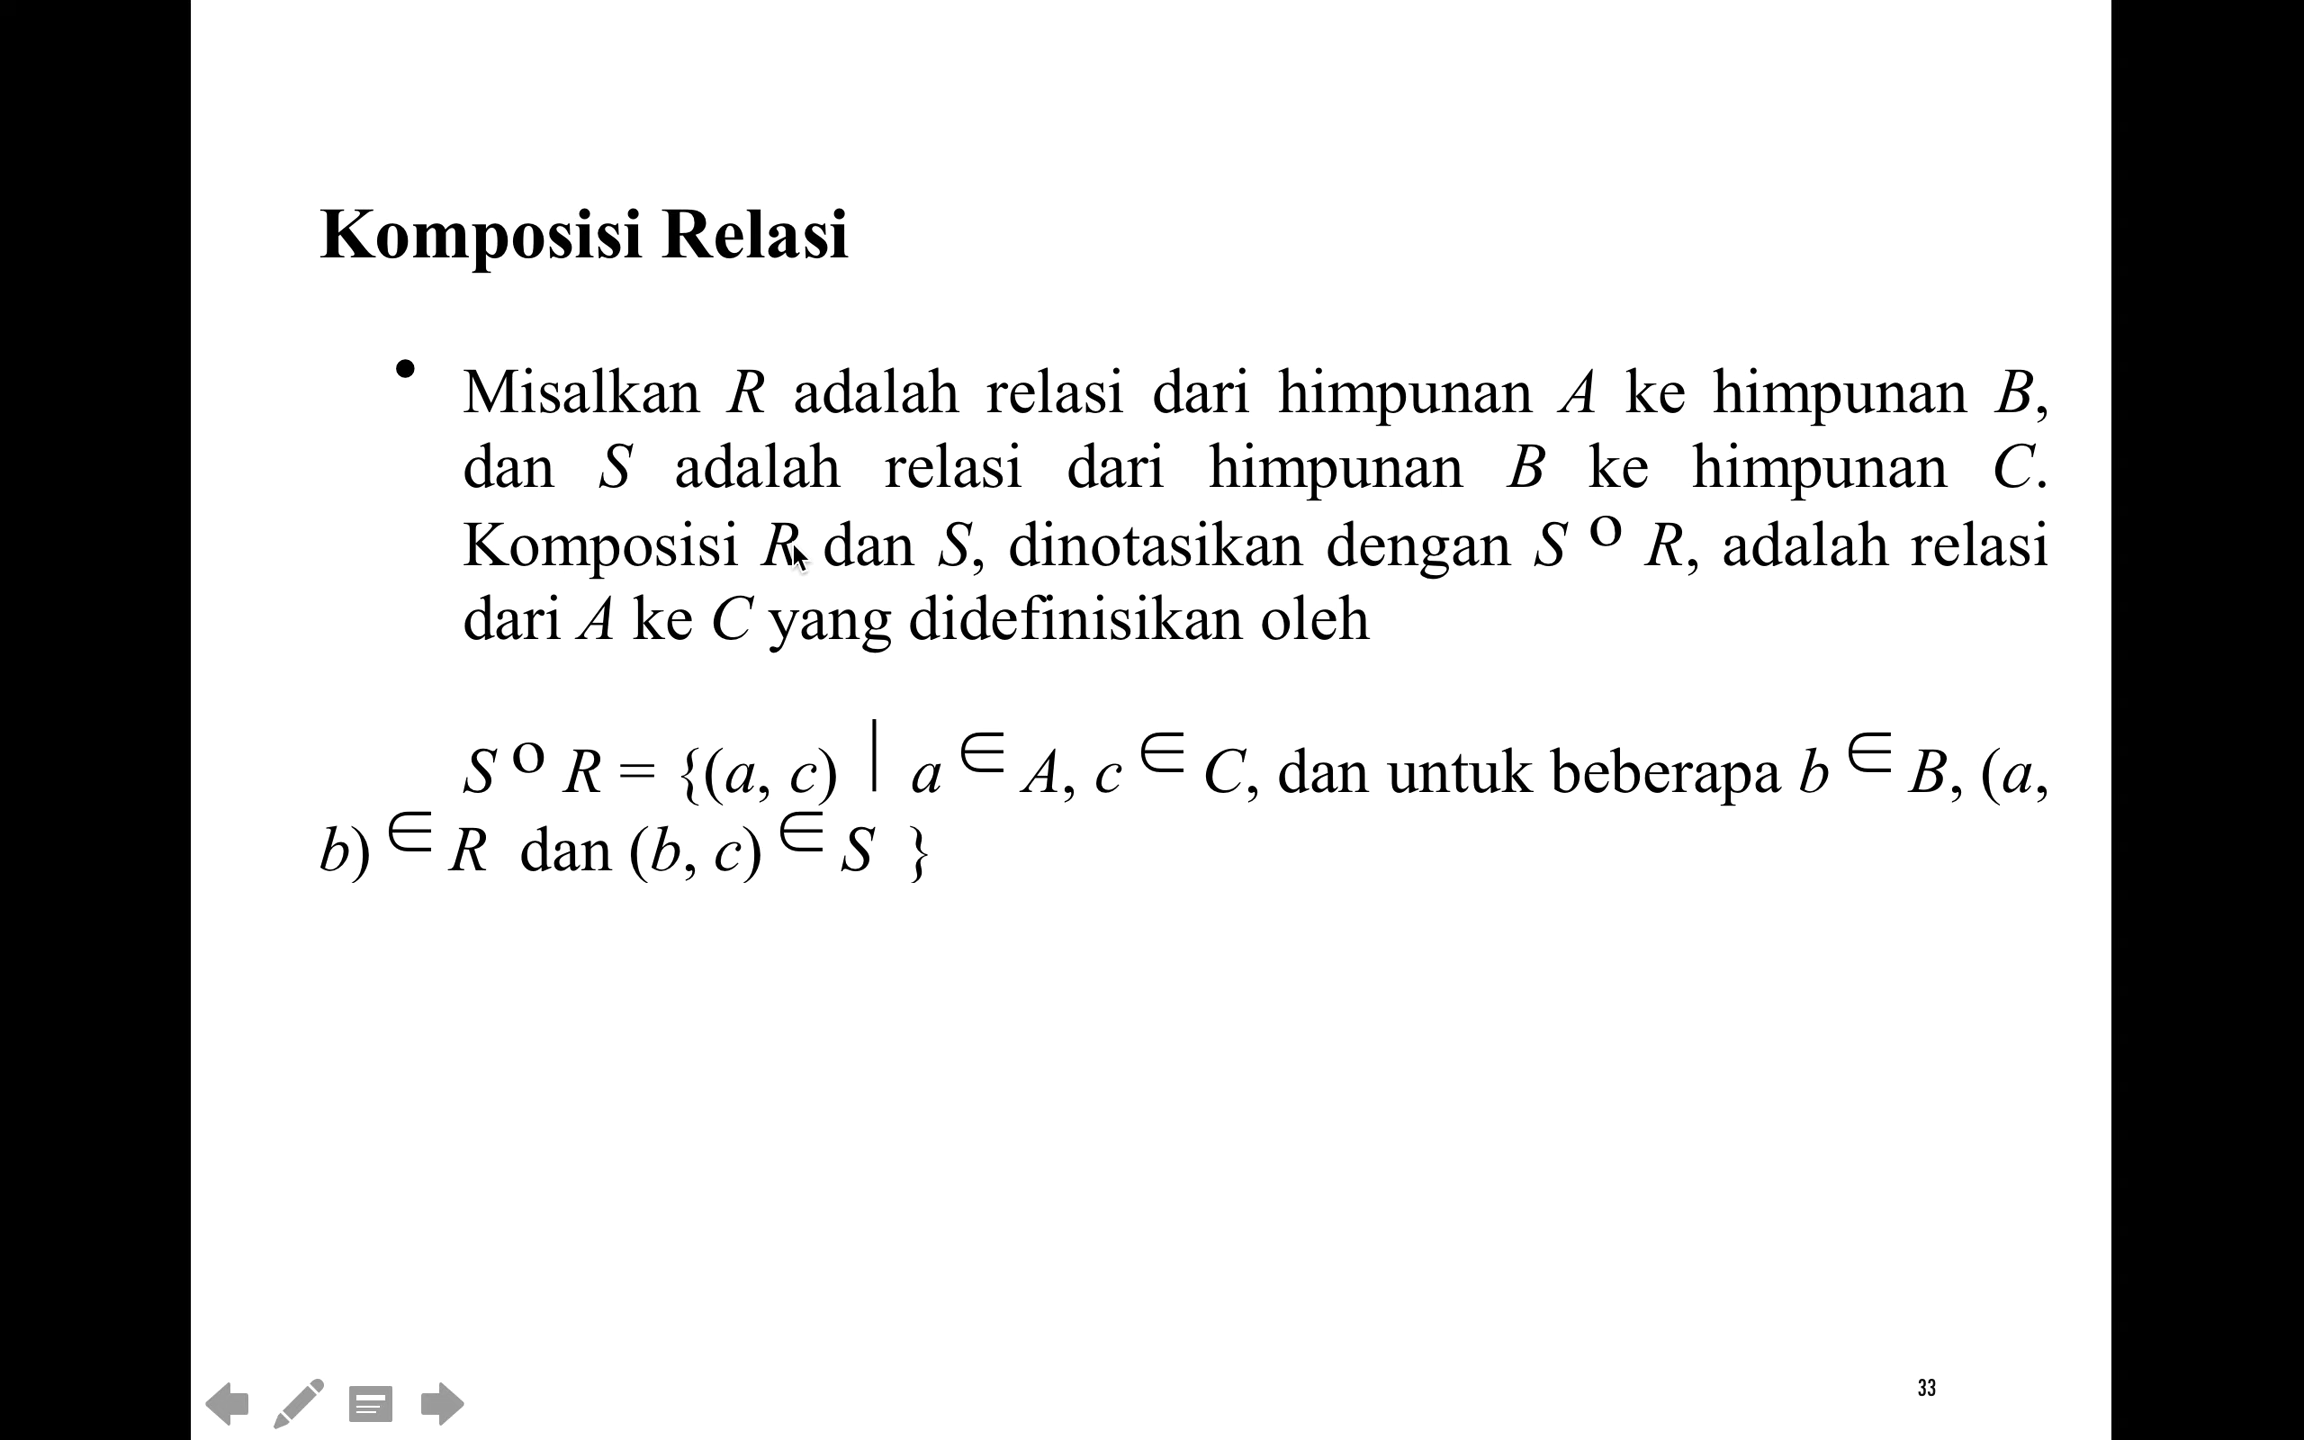 Komposisi Relasi
• Misalkan R adalah relasi dari himpunan A ke himpunan B,
dan S adalah relasi dari himpunan B ke himpunan C.
Komposisi R dan S, dinotasikan dengan S ο R, adalah relasi
dari A ke C yang didefinisikan oleh
S ο R = {(a, c) | a ∈ A, c ∈ C, dan untuk beberapa b ∈ B, (a,
b) ∈ R dan (b, c) ∈ S }
33